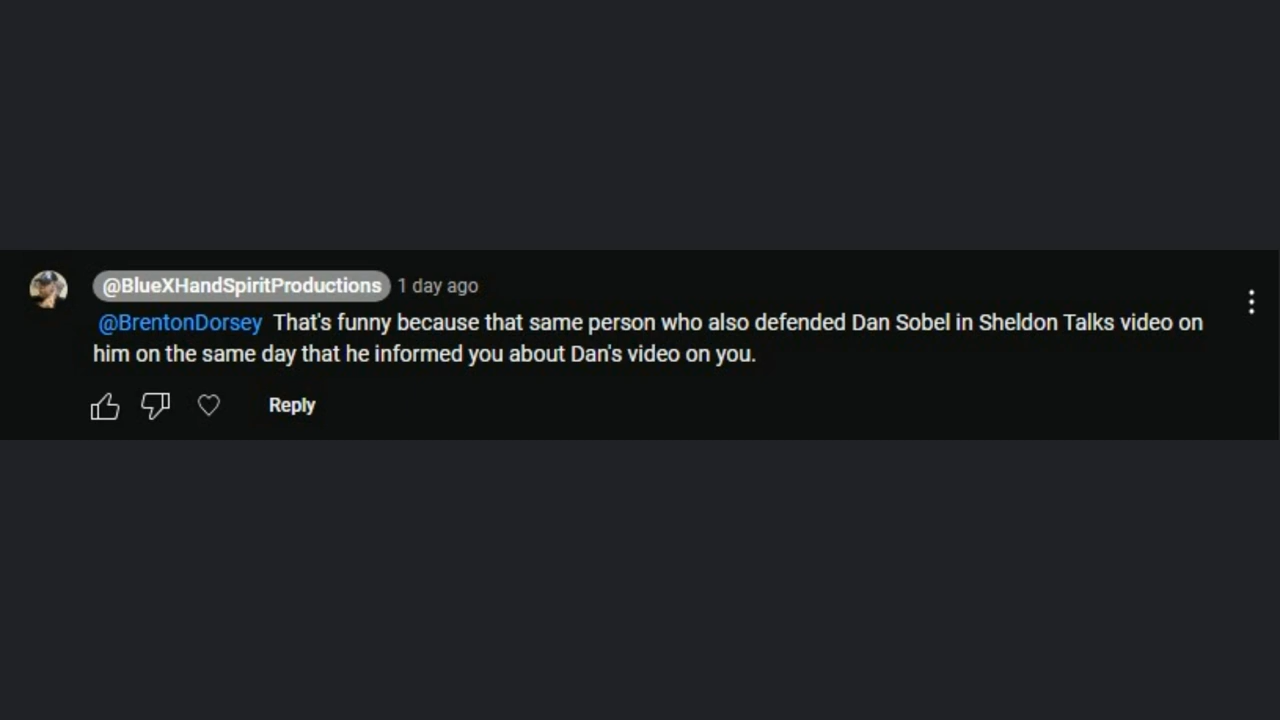 @BlueXHandSpiritProductions 1 day ago
@BrentonDorsey That's funny because that same person who also defended Dan Sobel in Sheldon Talks video on
him on the same day that he informed you about Dan's video on you.
Reply